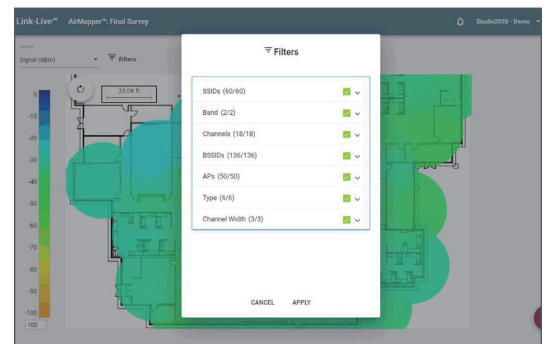 Link-Live™ AirMapper™: Final Survey Studio2020 - Demo
Signal (dBm) Filters
23.08 ft
0
-10
-20
-30
-40
-50
-60
-70
-80
-90
-100
-100
Filters
SSIDs (60/60)
Band (2/2)
Channels (18/18)
BSSIDs (136/136)
APs (50/50)
Type (6/6)
Channel Width (3/3)
CANCEL APPLY